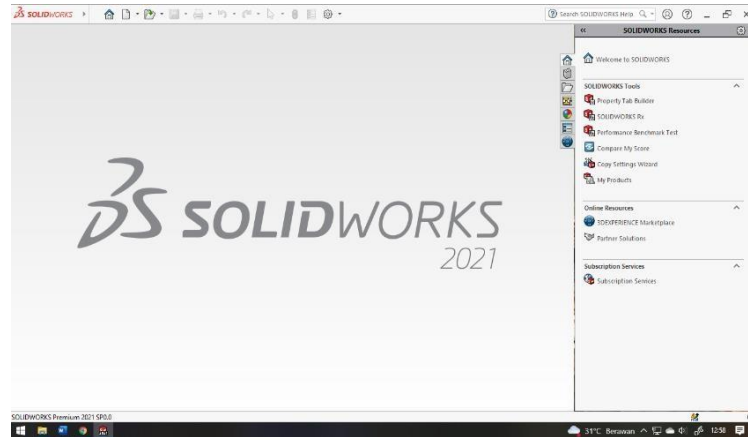 SOLIDWORKS
Search SOLIDWORKS Help
SOLIDWORKS Resources
Welcome to SOLIDWORKS
SOLIDWORKS Tools
Property Tab Builder
SOLIDWORKS Rx
Performance Benchmark Test
Compare My Score
Copy Settings Wizard
My Products
Online Resources
3DEXPERIENCE Marketplace
Partner Solutions
Subscription Services
Subscription Services
SOLIDWORKS
2021
SOLIDWORKS Premium 2021 SP0.0
31°C Berawan 12:58